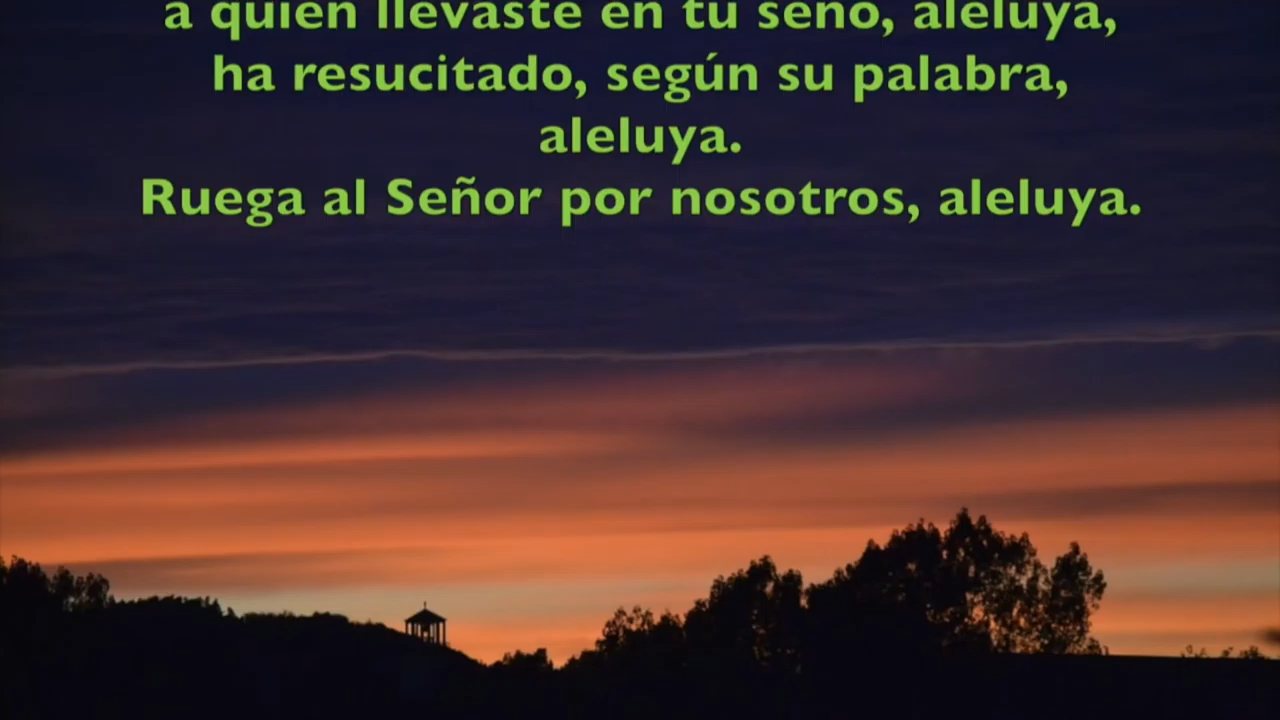 a quien llevaste en tu seno, aleluya,
ha resucitado, según su palabra,
aleluya.
Ruega al Señor por nosotros, aleluya.